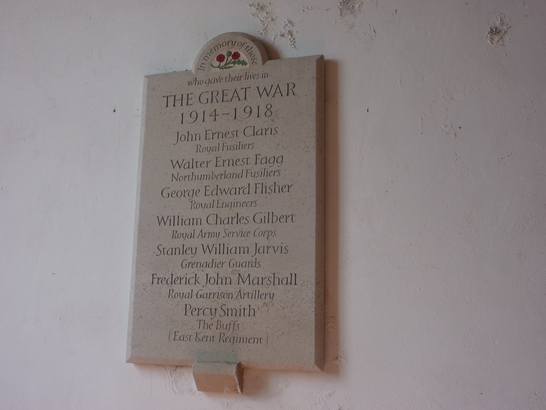 In memory of those
who gave their lives in
THE GREAT WAR
1914-1918
John Ernest Claris
Royal Fusiliers
Walter Ernest Fagg
Northumberland Fusiliers
George Edward Flisher
Royal Engineers
William Charles Gilbert
Royal Army Service Corps
Stanley William Jarvis
Grenadier Guards
Frederick John Marshall
Royal Garrison Artillery
Percy Smith
The Buffs
(East Kent Regiment)